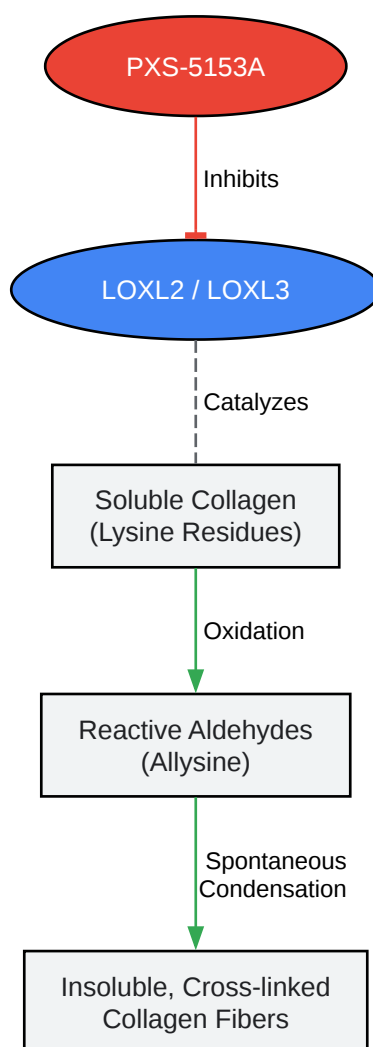 PXS-5153A
Inhibits
LOXL2 / LOXL3
Catalyzes
Soluble Collagen
(Lysine Residues)
Oxidation
Reactive Aldehydes
(Allysine)
Spontaneous
Condensation
Insoluble, Cross-linked
Collagen Fibers